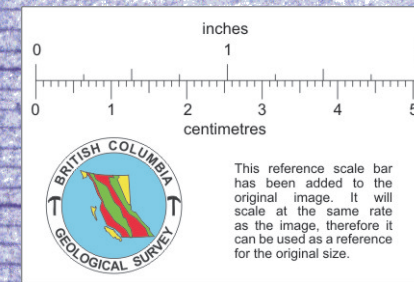 inches
0 1
0 1 2 3 4 5
centimetres
BRITISH COLUMBIA
GEOLOGICAL SURVEY
This reference scale bar
has been added to the
original image. It will
scale at the same rate
as the image, therefore it
can be used as a reference
for the original size.